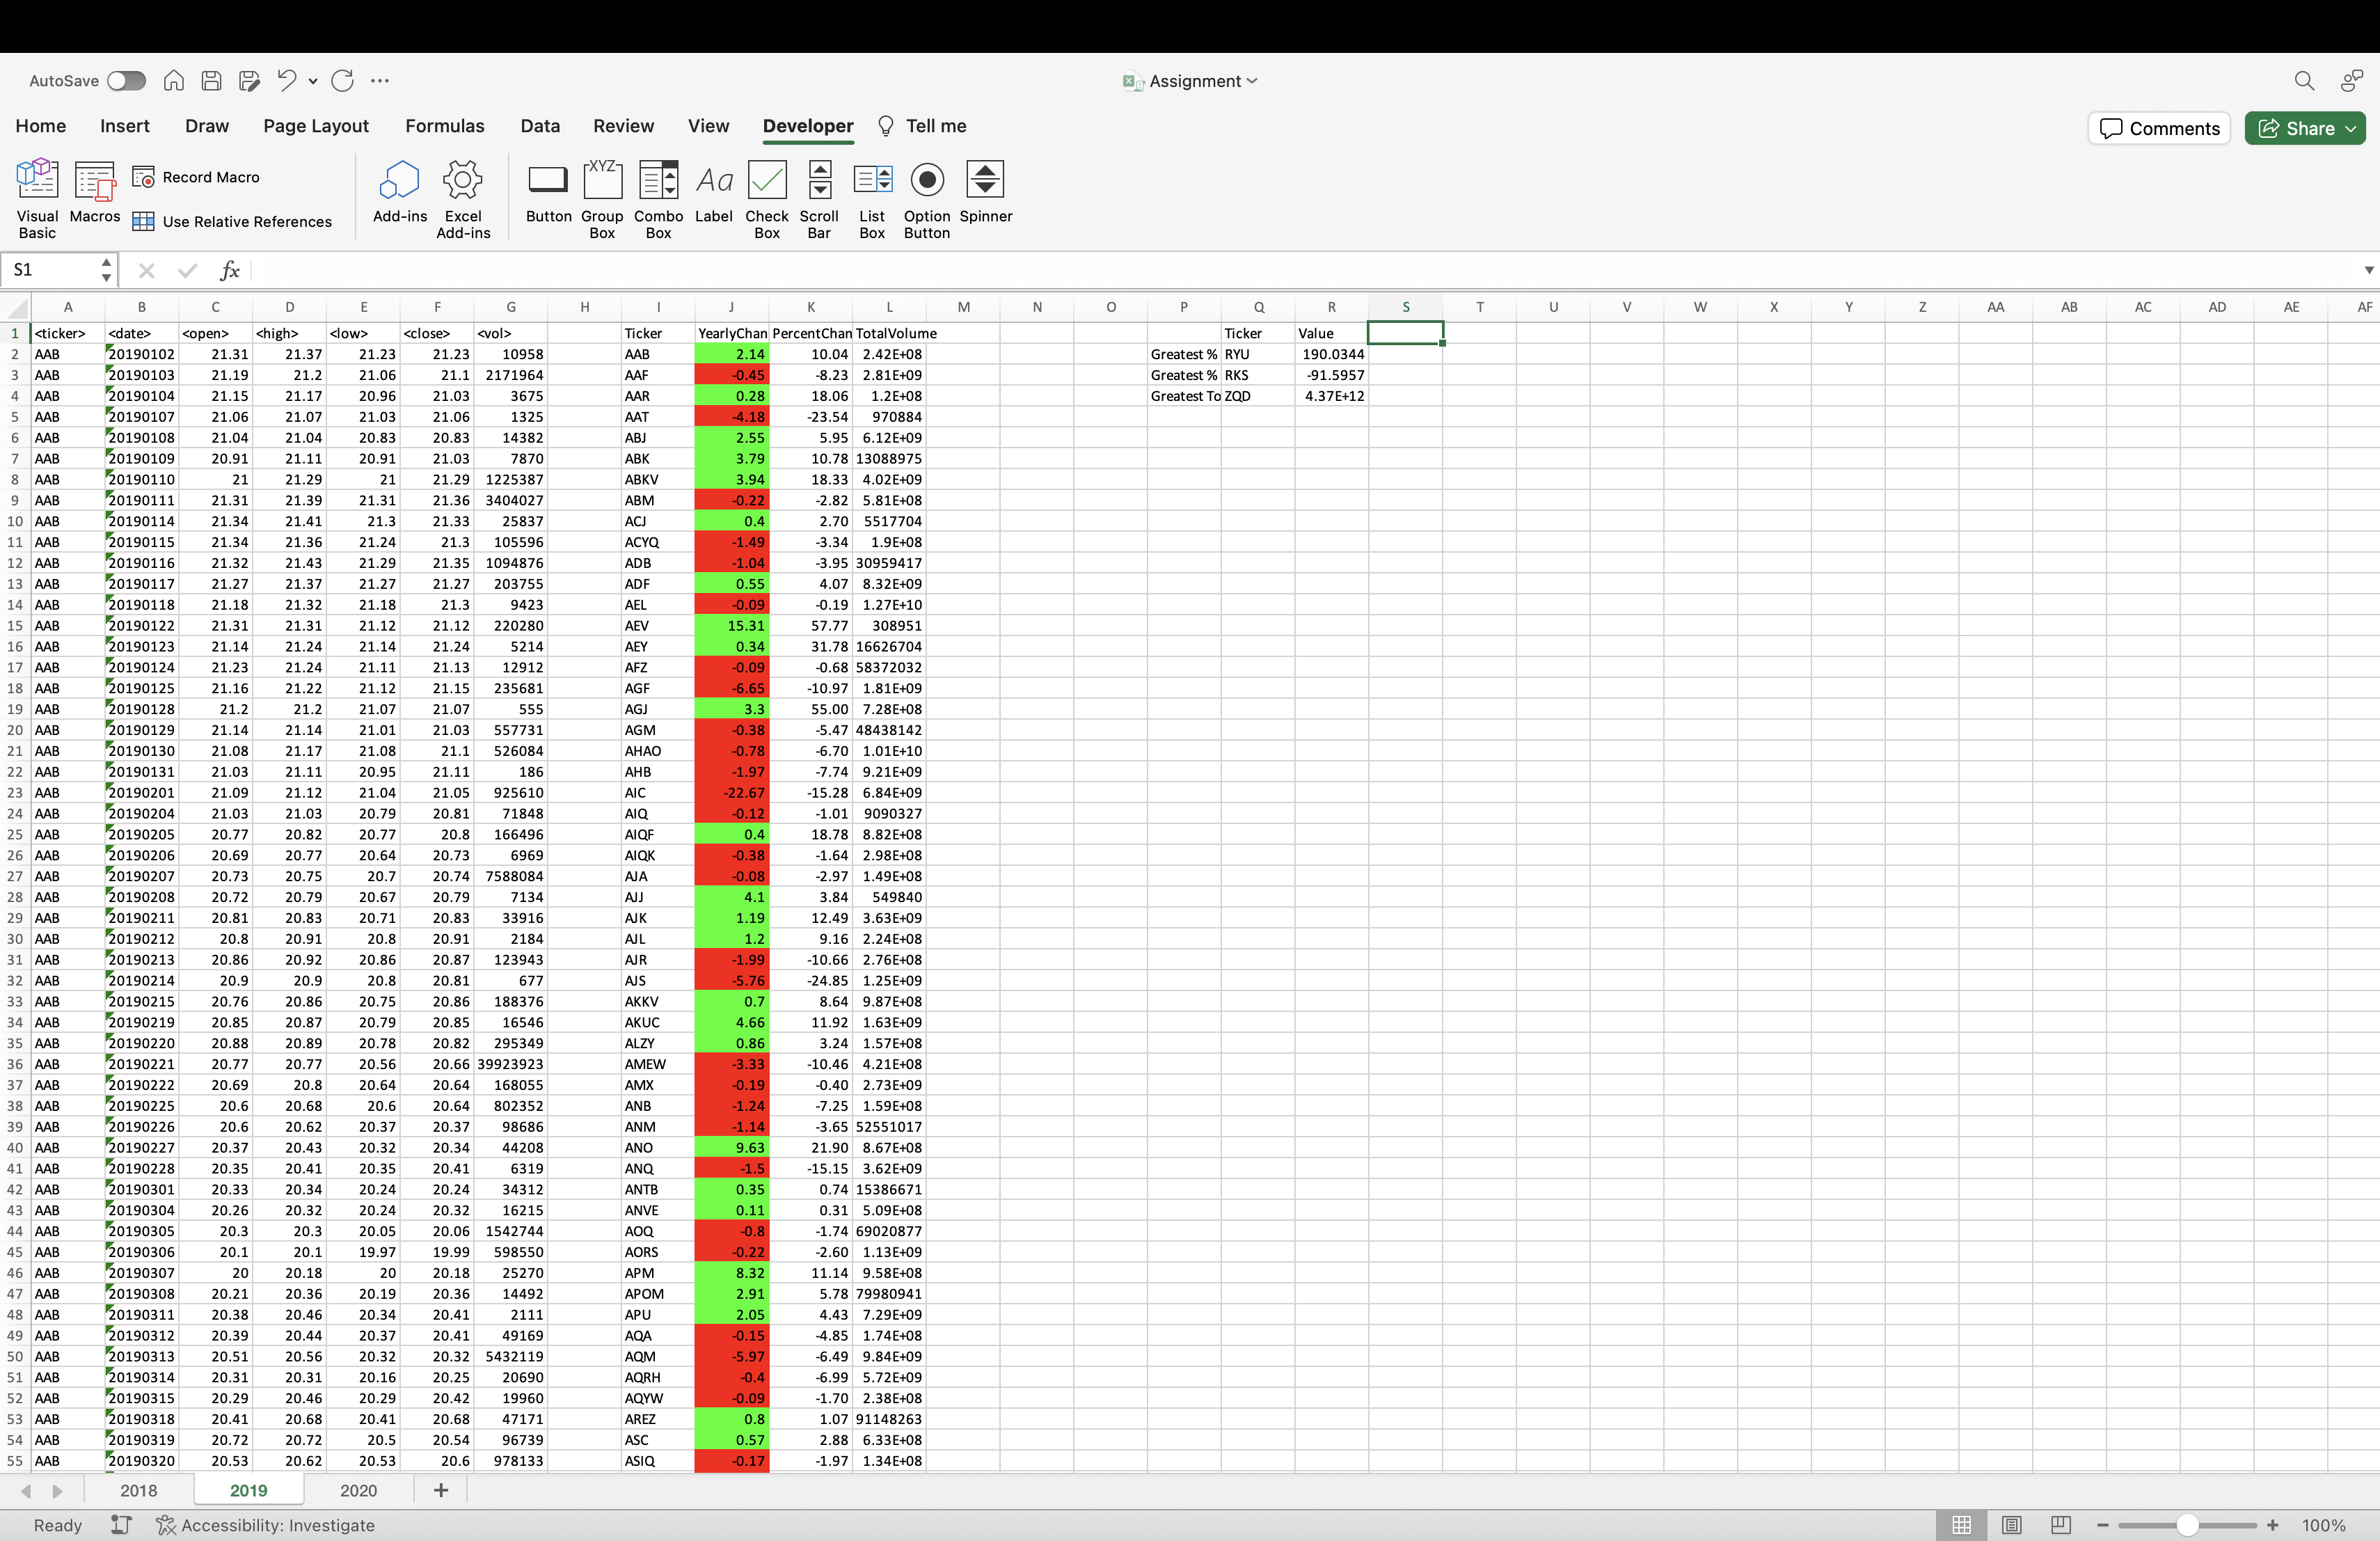 AutoSave
Assignment
Home Insert Draw Page Layout Formulas Data Review View Developer Tell me
Comments Share
Visual Basic Macros Record Macro Use Relative References Add-ins Excel Add-ins Button Group Box Combo Box Label Check Box Scroll Bar List Box Option Button Spinner
XYZ Aa
S1 fx
A B C D E F G H I J K L M N O P Q R S T U V W X Y Z AA AB AC AD AE AF
1 <ticker> <date> <open> <high> <low> <close> <vol> Ticker YearlyChan PercentChan TotalVolume Ticker Value
2 AAB 20190102 21.31 21.37 21.23 21.23 10958 AAB 2.14 10.04 2.42E+08 Greatest % RYU 190.0344
3 AAB 20190103 21.19 21.2 21.06 21.1 2171964 AAF -0.45 -8.23 2.81E+09 Greatest % RKS -91.5957
4 AAB 20190104 21.15 21.17 20.96 21.03 3675 AAR 0.28 18.06 1.2E+08 Greatest To ZQD 4.37E+12
5 AAB 20190107 21.06 21.07 21.03 21.06 1325 AAT -4.18 -23.54 970884
6 AAB 20190108 21.04 21.04 20.83 20.83 14382 ABJ 2.55 5.95 6.12E+09
7 AAB 20190109 20.91 21.11 20.91 21.03 7870 ABK 3.79 10.78 13088975
8 AAB 20190110 21 21.29 21 21.29 1225387 ABKV 3.94 18.33 4.02E+09
9 AAB 20190111 21.31 21.39 21.31 21.36 3404027 ABM -0.22 -2.82 5.81E+08
10 AAB 20190114 21.34 21.41 21.3 21.33 25837 ACJ 0.4 2.70 5517704
11 AAB 20190115 21.34 21.36 21.24 21.3 105596 ACYQ -1.49 -3.34 1.9E+08
12 AAB 20190116 21.32 21.43 21.29 21.35 1094876 ADB -1.04 -3.95 30959417
13 AAB 20190117 21.27 21.37 21.27 21.27 203755 ADF 0.55 4.07 8.32E+09
14 AAB 20190118 21.18 21.32 21.18 21.3 9423 AEL -0.09 -0.19 1.27E+10
15 AAB 20190122 21.31 21.31 21.12 21.12 220280 AEV 15.31 57.77 308951
16 AAB 20190123 21.14 21.24 21.14 21.24 5214 AEY 0.34 31.78 16626704
17 AAB 20190124 21.23 21.24 21.11 21.13 12912 AFZ -0.09 -0.68 58372032
18 AAB 20190125 21.16 21.22 21.12 21.15 235681 AGF -6.65 -10.97 1.81E+09
19 AAB 20190128 21.2 21.2 21.07 21.07 555 AGJ 3.3 55.00 7.28E+08
20 AAB 20190129 21.14 21.14 21.01 21.03 557731 AGM -0.38 -5.47 48438142
21 AAB 20190130 21.08 21.17 21.08 21.1 526084 AHAO -0.78 -6.70 1.01E+10
22 AAB 20190131 21.03 21.11 20.95 21.11 186 AHB -1.97 -7.74 9.21E+09
23 AAB 20190201 21.09 21.12 21.04 21.05 925610 AIC -22.67 -15.28 6.84E+09
24 AAB 20190204 21.03 21.03 20.79 20.81 71848 AIQ -0.12 -1.01 9090327
25 AAB 20190205 20.77 20.82 20.77 20.8 166496 AIQF 0.4 18.78 8.82E+08
26 AAB 20190206 20.69 20.77 20.64 20.73 6969 AIQK -0.38 -1.64 2.98E+08
27 AAB 20190207 20.73 20.75 20.7 20.74 7588084 AJA -0.08 -2.97 1.49E+08
28 AAB 20190208 20.72 20.79 20.67 20.79 7134 AJJ 4.1 3.84 549840
29 AAB 20190211 20.81 20.83 20.71 20.83 33916 AJK 1.19 12.49 3.63E+09
30 AAB 20190212 20.8 20.91 20.8 20.91 2184 AJL 1.2 9.16 2.24E+08
31 AAB 20190213 20.86 20.92 20.86 20.87 123943 AJR -1.99 -10.66 2.76E+08
32 AAB 20190214 20.9 20.9 20.8 20.81 677 AJS -5.76 -24.85 1.25E+09
33 AAB 20190215 20.76 20.86 20.75 20.86 188376 AKKV 0.7 8.64 9.87E+08
34 AAB 20190219 20.85 20.87 20.79 20.85 16546 AKUC 4.66 11.92 1.63E+09
35 AAB 20190220 20.88 20.89 20.78 20.82 295349 ALZY 0.86 3.24 1.57E+08
36 AAB 20190221 20.77 20.77 20.56 20.66 39923923 AMEW -3.33 -10.46 4.21E+08
37 AAB 20190222 20.69 20.8 20.64 20.64 168055 AMX -0.19 -0.40 2.73E+09
38 AAB 20190225 20.6 20.68 20.6 20.64 802352 ANB -1.24 -7.25 1.59E+08
39 AAB 20190226 20.6 20.62 20.37 20.37 98686 ANM -1.14 -3.65 52551017
40 AAB 20190227 20.37 20.43 20.32 20.34 44208 ANO 9.63 21.90 8.67E+08
41 AAB 20190228 20.35 20.41 20.35 20.41 6319 ANQ -1.5 -15.15 3.62E+09
42 AAB 20190301 20.33 20.34 20.24 20.24 34312 ANTB 0.35 0.74 15386671
43 AAB 20190304 20.26 20.32 20.24 20.32 16215 ANVE 0.11 0.31 5.09E+08
44 AAB 20190305 20.3 20.3 20.05 20.06 1542744 AOQ -0.8 -1.74 69020877
45 AAB 20190306 20.1 20.1 19.97 19.99 598550 AORS -0.22 -2.60 1.13E+09
46 AAB 20190307 20 20.18 20 20.18 25270 APM 8.32 11.14 9.58E+08
47 AAB 20190308 20.21 20.36 20.19 20.36 14492 APOM 2.91 5.78 79980941
48 AAB 20190311 20.38 20.46 20.34 20.41 2111 APU 2.05 4.43 7.29E+09
49 AAB 20190312 20.39 20.44 20.37 20.41 49169 AQA -0.15 -4.85 1.74E+08
50 AAB 20190313 20.51 20.56 20.32 20.32 5432119 AQM -5.97 -6.49 9.84E+09
51 AAB 20190314 20.31 20.31 20.16 20.25 20690 AQRH -0.4 -6.99 5.72E+09
52 AAB 20190315 20.29 20.46 20.29 20.42 19960 AQYW -0.09 -1.70 2.38E+08
53 AAB 20190318 20.41 20.68 20.41 20.68 47171 AREZ 0.8 1.07 91148263
54 AAB 20190319 20.72 20.72 20.5 20.54 96739 ASC 0.57 2.88 6.33E+08
55 AAB 20190320 20.53 20.62 20.53 20.6 978133 ASIQ -0.17 -1.97 1.34E+08
2018 2019 2020 +
Ready Accessibility: Investigate 100%